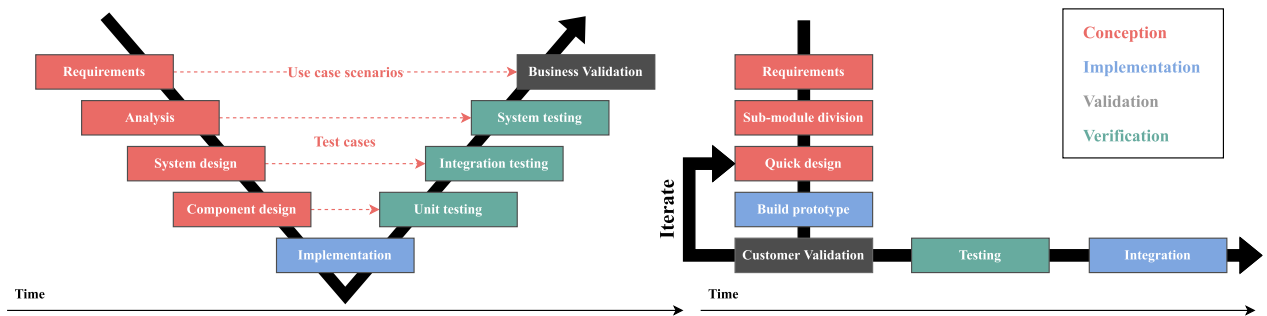 Requirements
Use case scenarios
Business Validation
Analysis
System testing
Test cases
System design
Integration testing
Component design
Unit testing
Implementation
Time
Requirements
Sub-module division
Quick design
Iterate
Build prototype
Customer Validation
Testing
Integration
Time
Conception
Implementation
Validation
Verification